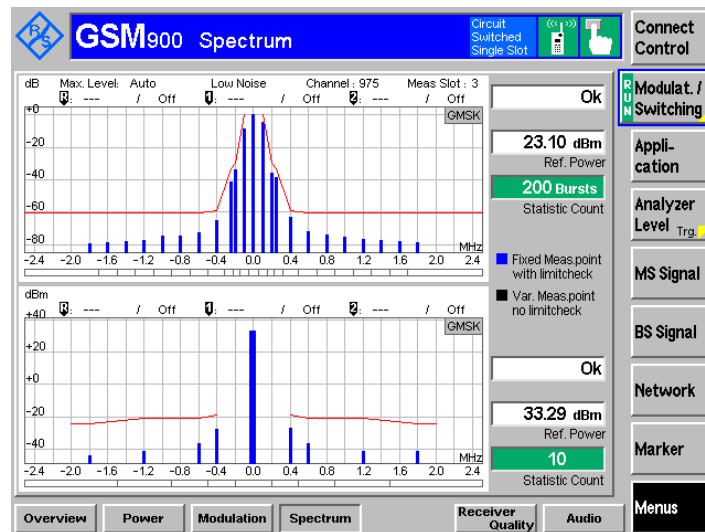 R S
GSM900 Spectrum
Circuit
Switched
Single Slot
Connect
Control
dB Max. Level: Auto Low Noise Channel : 975 Meas Slot : 3
R: --- / Off 1: --- / Off 2: --- / Off
+0
GMSK
-20
-40
-60
-80
MHz
-2.4 -2.0 -1.6 -1.2 -0.8 -0.4 0.0 0.4 0.8 1.2 1.6 2.0 2.4
Ok
23.10 dBm
Ref. Power
200 Bursts
Statistic Count
Fixed Meas.point
with limitcheck
Var. Meas.point
no limitcheck
dBm
R: --- / Off 1: --- / Off 2: --- / Off
+40
GMSK
+20
+0
-20
-40
MHz
-2.4 -2.0 -1.6 -1.2 -0.8 -0.4 0.0 0.4 0.8 1.2 1.6 2.0 2.4
Ok
33.29 dBm
Ref. Power
10
Statistic Count
RUN
Modulat. /
Switching
Appli-
cation
Analyzer
Level Trg.
MS Signal
BS Signal
Network
Marker
Menus
Overview Power Modulation Spectrum Receiver
Quality Audio